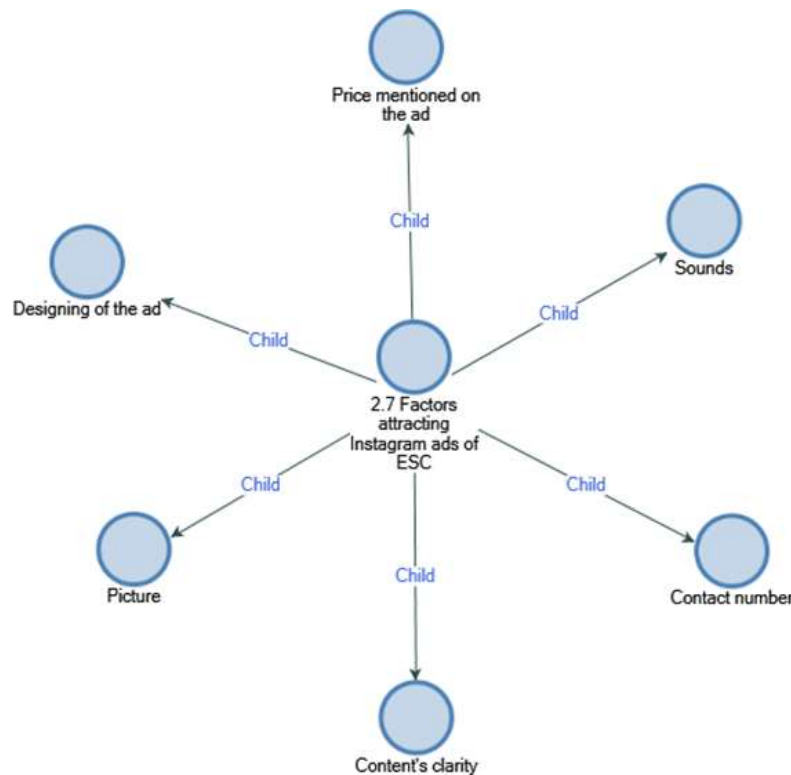 Price mentioned on
the ad
Child
Sounds
Designing of the ad
Child
Child
2.7 Factors
attracting
Instagram ads of
ESC
Child
Child
Picture
Child
Contact number
Content's clarity